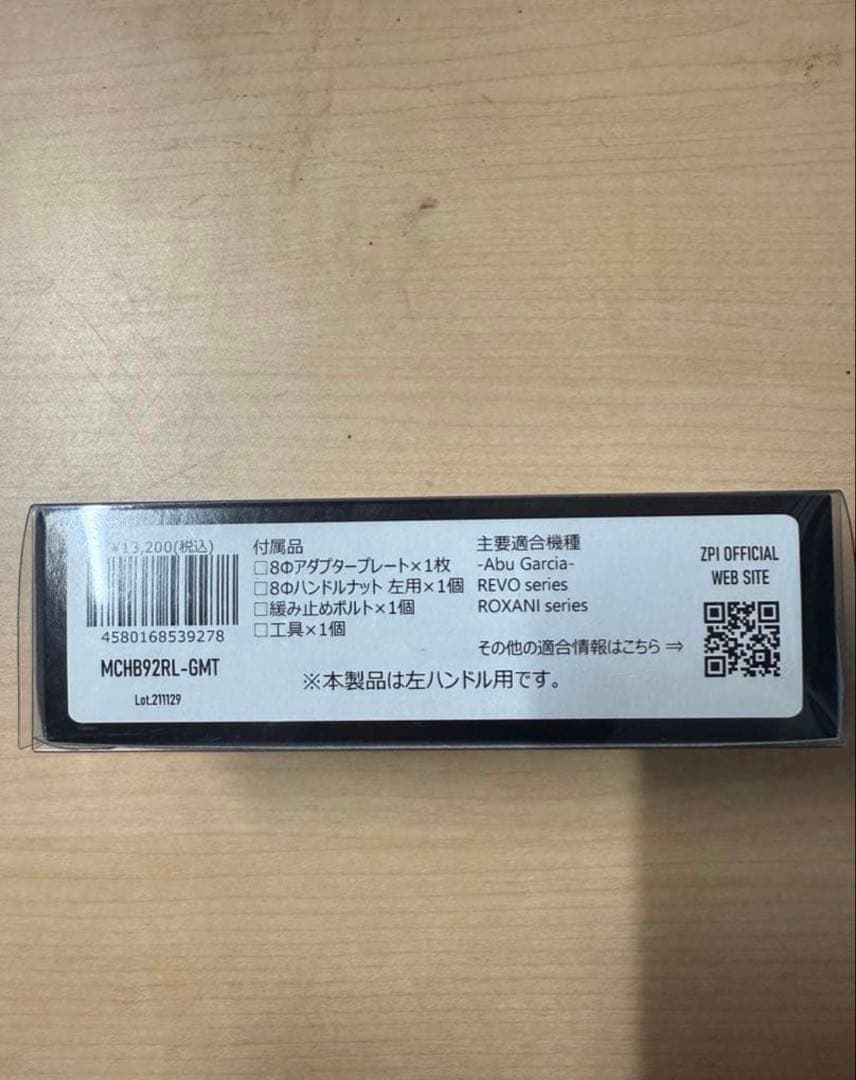 ¥13,200(税込)
4580168539278
MCHB92RL-GMT
Lot.211129
付属品
□8Φアダプタープレート×1枚
□8Φハンドルナット 左用×1個
□緩み止めボルト×1個
□工具×1個
主要適合機種
-Abu Garcia-
REVO series
ROXANI series
その他の適合情報はこちら ⇒
※本製品は左ハンドル用です。
ZPI OFFICIAL
WEB SITE